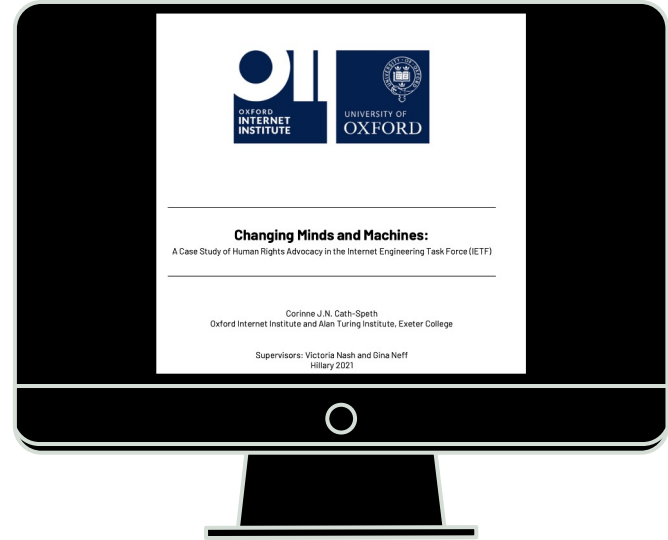 OII
OXFORD
INTERNET
INSTITUTE
UNIVERSITY OF
OXFORD
Changing Minds and Machines:
A Case Study of Human Rights Advocacy in the Internet Engineering Task Force (IETF)
Corinne J.N. Cath-Speth
Oxford Internet Institute and Alan Turing Institute, Exeter College
Supervisors: Victoria Nash and Gina Neff
Hillary 2021